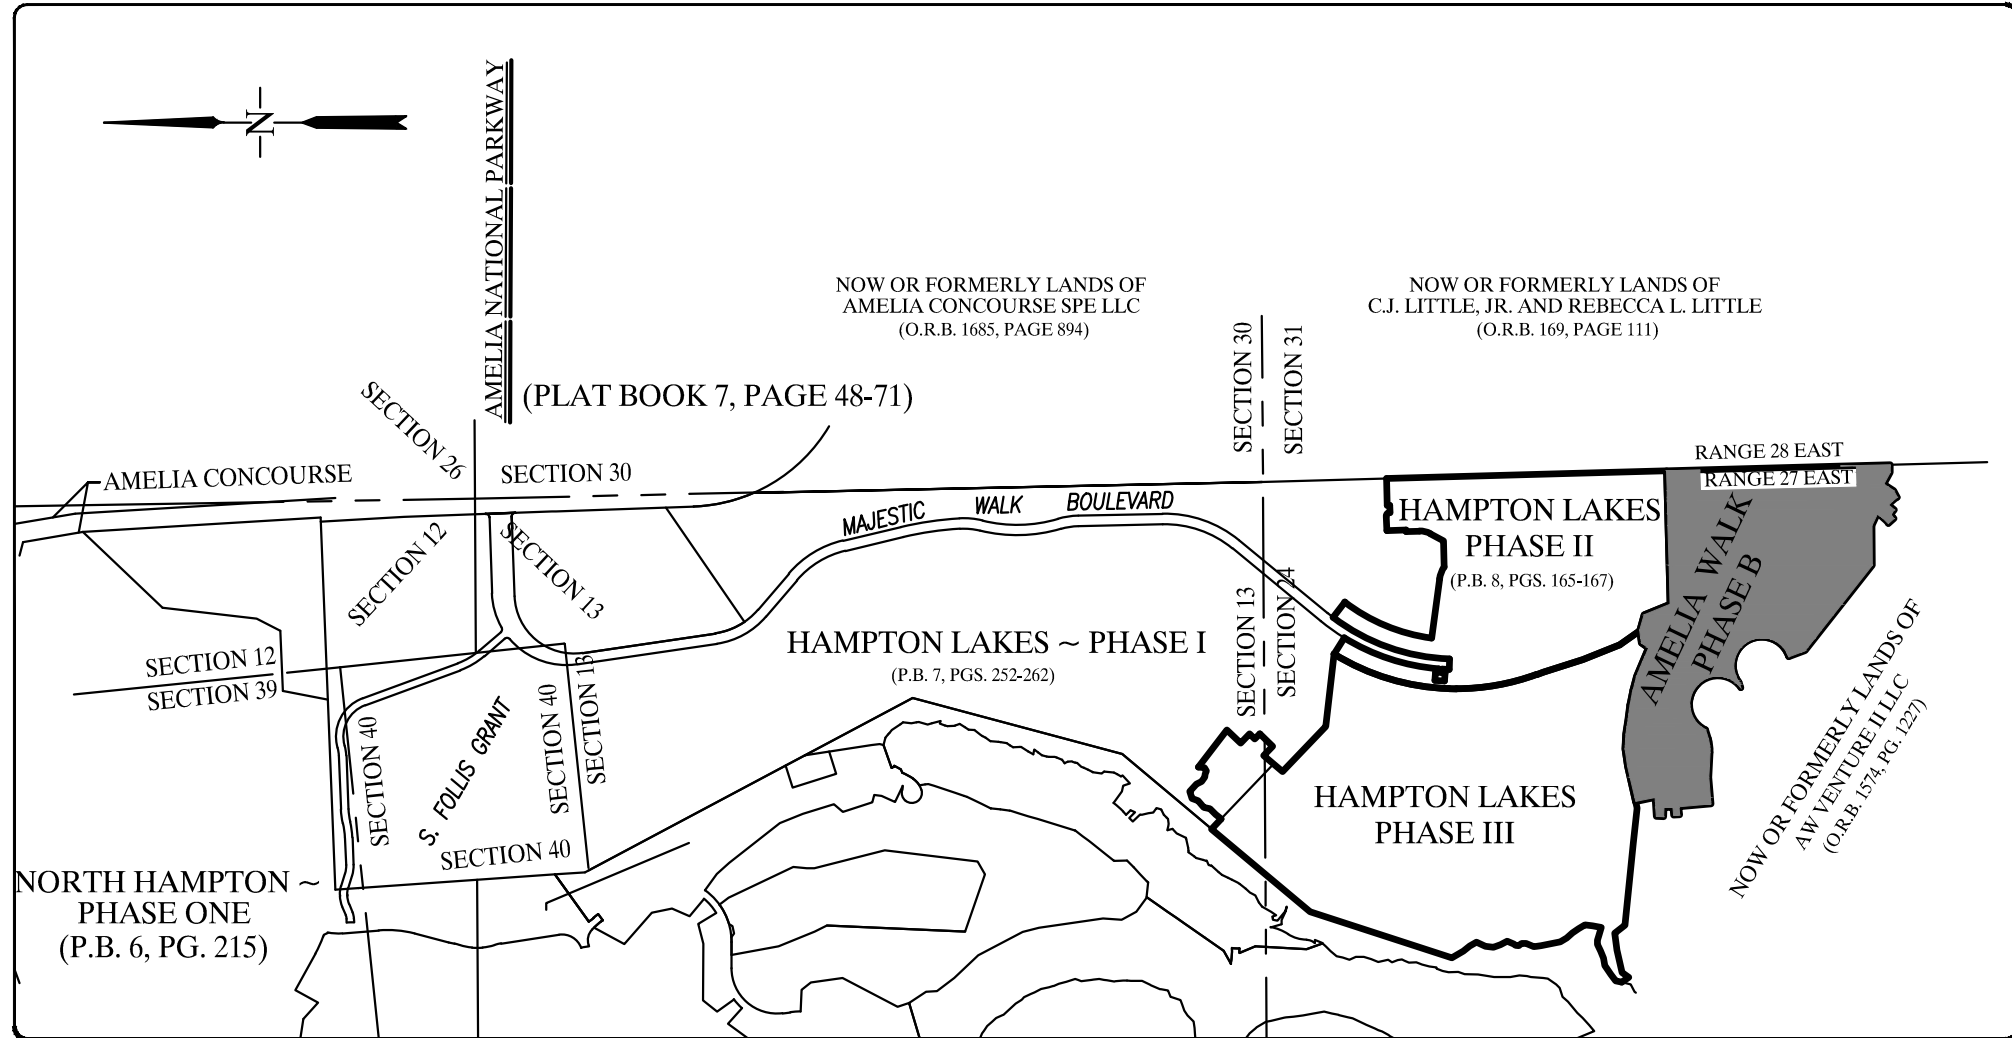 N
AMELIA NATIONAL PARKWAY
NOW OR FORMERLY LANDS OF
AMELIA CONCOURSE SPE LLC
(O.R.B. 1685, PAGE 894)
NOW OR FORMERLY LANDS OF
C.J. LITTLE, JR. AND REBECCA L. LITTLE
(O.R.B. 169, PAGE 111)
SECTION 30
SECTION 31
(PLAT BOOK 7, PAGE 48-71)
SECTION 26
AMELIA CONCOURSE
SECTION 30
RANGE 28 EAST
RANGE 27 EAST
MAJESTIC WALK BOULEVARD
HAMPTON LAKES
PHASE II
(P.B. 8, PGS. 165-167)
AMELIA WALK
PHASE B
SECTION 12
SECTION 13
SECTION 13
SECTION 24
HAMPTON LAKES ~ PHASE I
(P.B. 7, PGS. 252-262)
SECTION 12
SECTION 39
SECTION 40
S. FOLLIS GRANT
SECTION 40
SECTION 13
SECTION 40
NOW OR FORMERLY LANDS OF
AW VENTURE II LLC
(O.R.B. 1574, PG. 1227)
HAMPTON LAKES
PHASE III
NORTH HAMPTON ~
PHASE ONE
(P.B. 6, PG. 215)